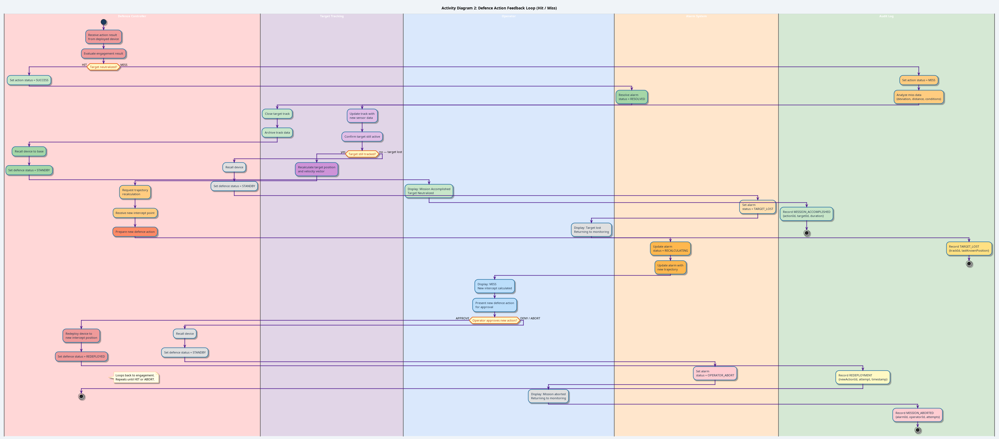 Activity Diagram 2: Defence Action Feedback Loop (Hit / Miss)
Defence Controller
Target Tracking
Operator
Alarm System
Audit Log
Receive action result
from deployed device
Evaluate engagement result
HIT
Target neutralized?
MISS
Set action status = SUCCESS
Set action status = MISS
Resolve alarm
status = RESOLVED
Analyze miss data
{deviation, distance, conditions}
Close target track
Update track with
new sensor data
Archive track data
Confirm target still active
Recall device to base
yes
Target still tracked?
no — target lost
Set defence status = STANDBY
Recall device
Recalculate target position
and velocity vector
Request trajectory
recalculation
Set defence status = STANDBY
Display: Mission Accomplished
Target Neutralized
Set alarm
status = TARGET_LOST
Receive new intercept point
Record MISSION_ACCOMPLISHED
{actionId, targetId, duration}
Prepare new defence action
Display: Target lost
Returning to monitoring
Update alarm
status = RECALCULATING
Record TARGET_LOST
{trackId, lastKnownPosition}
Update alarm with
new trajectory
Display: MISS
New intercept calculated
Present new defence action
for approval
APPROVE
Operator approves new action?
DENY / ABORT
Redeploy device to
new intercept position
Recall device
Set defence status = REDEPLOYED
Set defence status = STANDBY
Loops back to engagement.
Repeats until HIT or ABORT.
Set alarm
status = OPERATOR_ABORT
Record REDEPLOYMENT
{newActionId, attempt, timestamp}
Display: Mission aborted
Returning to monitoring
Record MISSION_ABORTED
{alarmId, operatorId, attempts}